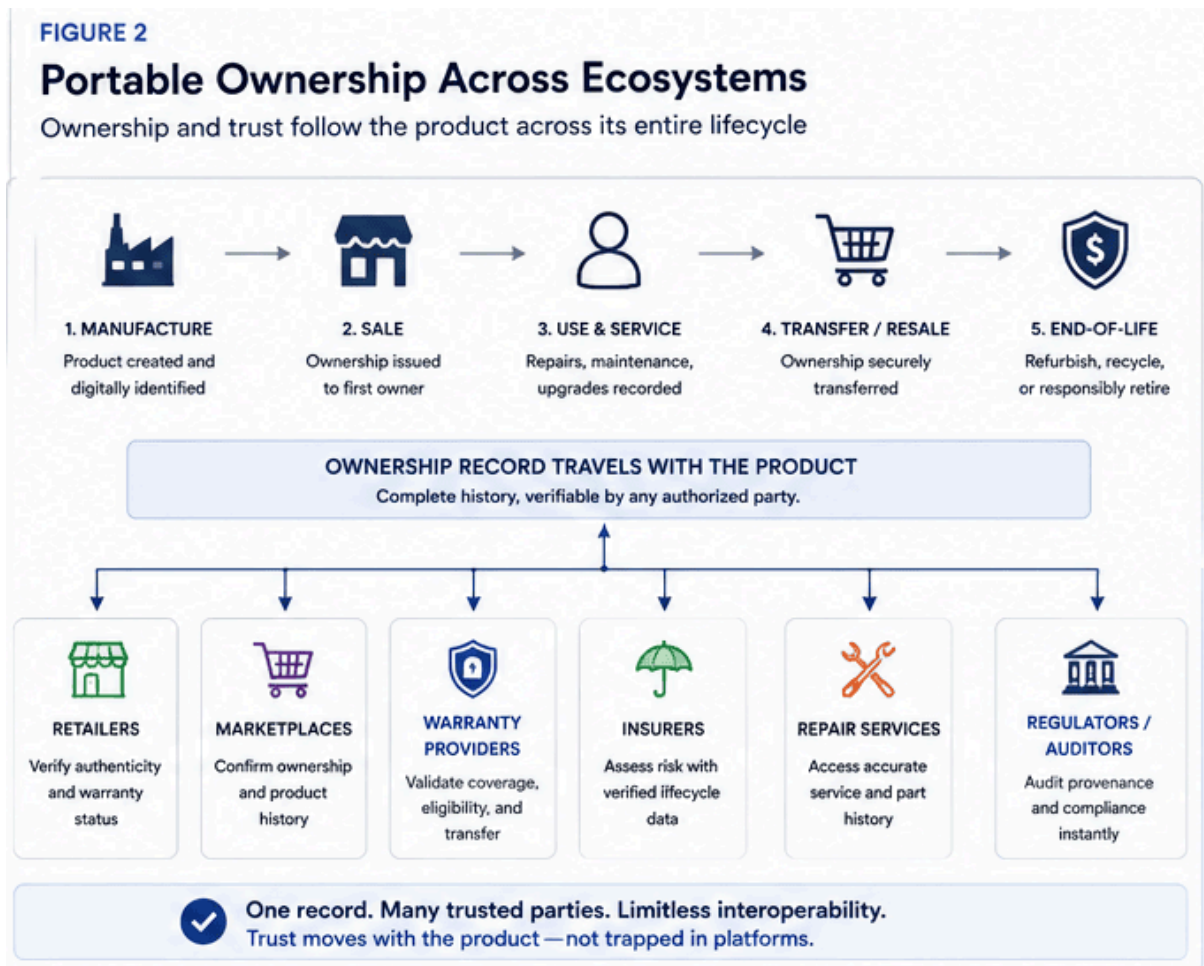 FIGURE 2
Portable Ownership Across Ecosystems
Ownership and trust follow the product across its entire lifecycle
1. MANUFACTURE
Product created and
digitally identified
2. SALE
Ownership issued
to first owner
3. USE & SERVICE
Repairs, maintenance,
upgrades recorded
4. TRANSFER / RESALE
Ownership securely
transferred
5. END-OF-LIFE
Refurbish, recycle,
or responsibly retire
OWNERSHIP RECORD TRAVELS WITH THE PRODUCT
Complete history, verifiable by any authorized party.
RETAILERS
Verify authenticity
and warranty
status
MARKETPLACES
Confirm ownership
and product
history
WARRANTY
PROVIDERS
Validate coverage,
eligibility, and
transfer
INSURERS
Assess risk with
verified lifecycle
data
REPAIR SERVICES
Access accurate
service and part
history
REGULATORS /
AUDITORS
Audit provenance
and compliance
instantly
One record. Many trusted parties. Limitless interoperability.
Trust moves with the product—not trapped in platforms.